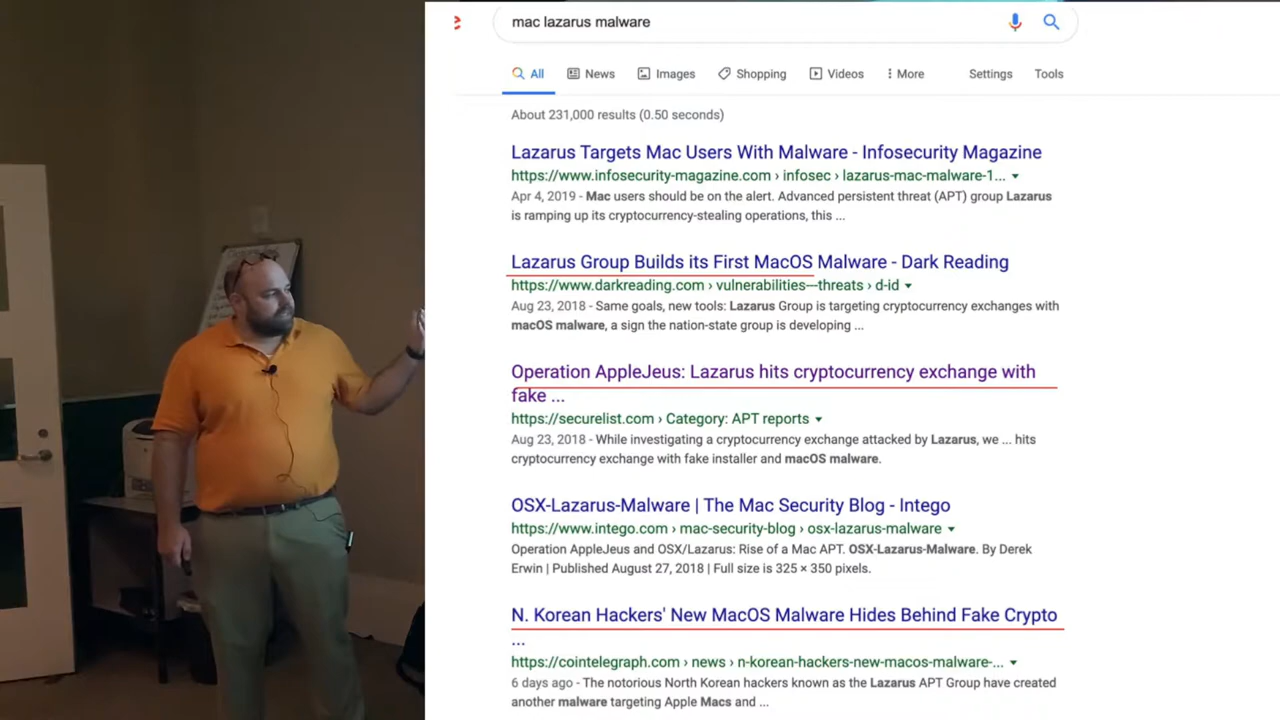 mac lazarus malware
All News Images Shopping Videos More Settings Tools
About 231,000 results (0.50 seconds)
Lazarus Targets Mac Users With Malware - Infosecurity Magazine
https://www.infosecurity-magazine.com › infosec › lazarus-mac-malware-1...
Apr 4, 2019 - Mac users should be on the alert. Advanced persistent threat (APT) group Lazarus
is ramping up its cryptocurrency-stealing operations, this ...
Lazarus Group Builds its First MacOS Malware - Dark Reading
https://www.darkreading.com › vulnerabilities---threats › d-id
Aug 23, 2018 - Same goals, new tools: Lazarus Group is targeting cryptocurrency exchanges with
macOS malware, a sign the nation-state group is developing ...
Operation AppleJeus: Lazarus hits cryptocurrency exchange with
fake ...
https://securelist.com › Category: APT reports
Aug 23, 2018 - While investigating a cryptocurrency exchange attacked by Lazarus, we ... hits
cryptocurrency exchange with fake installer and macOS malware.
OSX-Lazarus-Malware | The Mac Security Blog - Intego
https://www.intego.com › mac-security-blog › osx-lazarus-malware
Operation AppleJeus and OSX/Lazarus: Rise of a Mac APT. OSX-Lazarus-Malware. By Derek
Erwin | Published August 27, 2018 | Full size is 325 × 350 pixels.
N. Korean Hackers' New MacOS Malware Hides Behind Fake Crypto
...
https://cointelegraph.com › news › n-korean-hackers-new-macos-malware-...
6 days ago - The notorious North Korean hackers known as the Lazarus APT Group have created
another malware targeting Apple Macs and ...